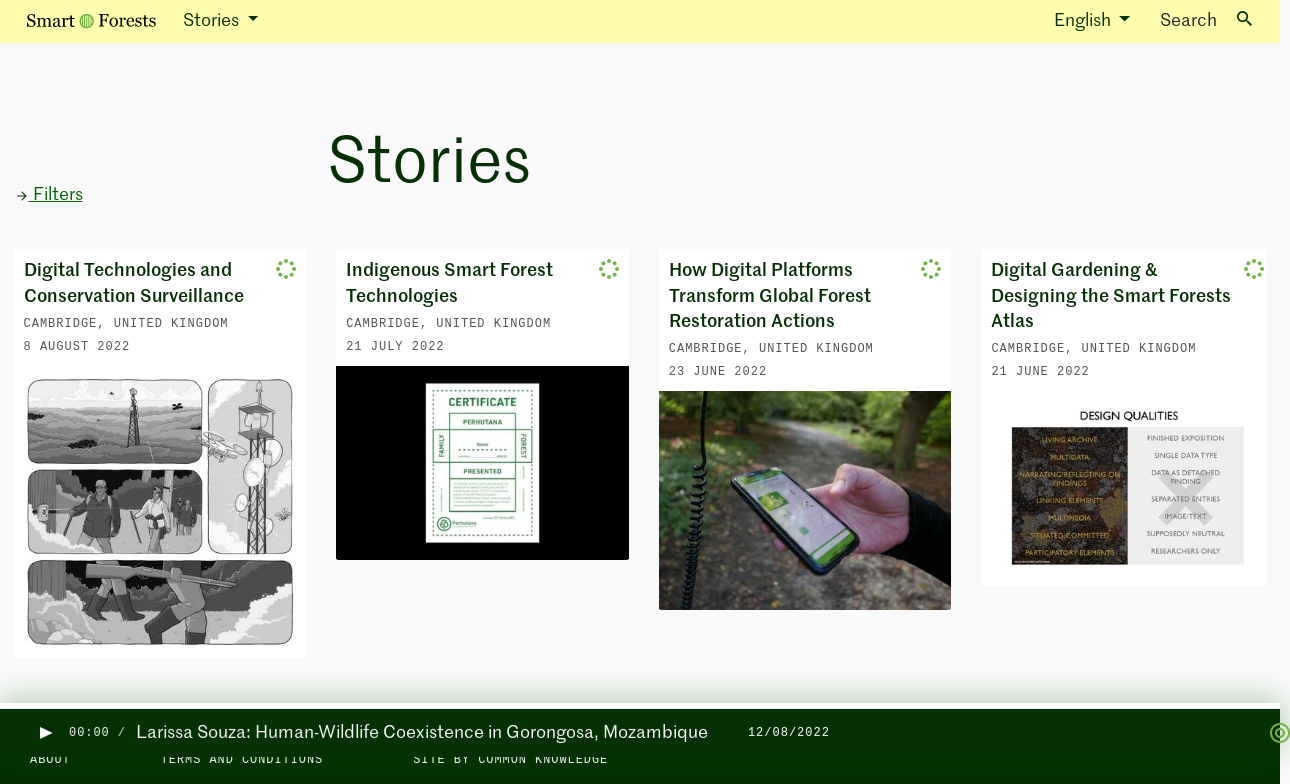 Smart Forests
Stories
English
Search
Stories
Filters
Digital Technologies and
Conservation Surveillance
CAMBRIDGE, UNITED KINGDOM
8 AUGUST 2022
Indigenous Smart Forest
Technologies
CAMBRIDGE, UNITED KINGDOM
21 JULY 2022
CERTIFICATE
PERHUTANA
FAMILY
Name
FOREST
PRESENTED
Perhutana
How Digital Platforms
Transform Global Forest
Restoration Actions
CAMBRIDGE, UNITED KINGDOM
23 JUNE 2022
Digital Gardening &
Designing the Smart Forests
Atlas
CAMBRIDGE, UNITED KINGDOM
21 JUNE 2022
DESIGN QUALITIES
LIVING ARCHIVE
MULTIDATA
NARRATING/REFLECTING ON
FINDINGS
LINKING ELEMENTS
MULTIMEDIA
SITUATED/COMMITTED
PARTICIPATORY ELEMENTS
FINISHED EXPOSITION
SINGLE DATA TYPE
DATA AS DETACHED
FINDING
SEPARATED ENTRIES
IMAGE/TEXT
SUPPOSEDLY NEUTRAL
RESEARCHERS ONLY
00:00 / Larissa Souza: Human-Wildlife Coexistence in Gorongosa, Mozambique 12/08/2022
ABOUT
TERMS AND CONDITIONS
SITE BY COMMON KNOWLEDGE